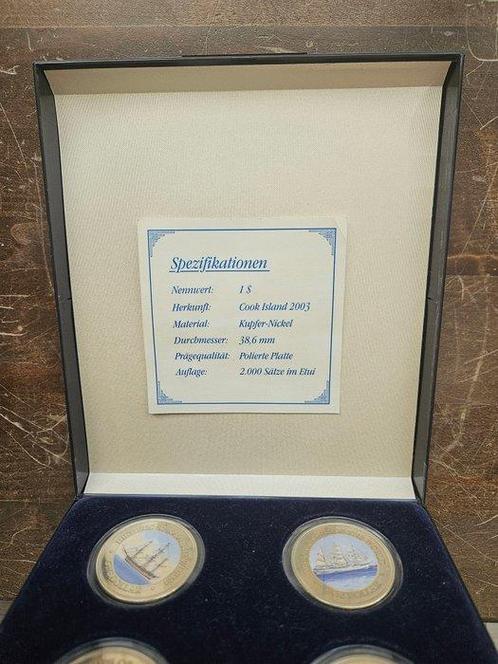 Spezifikationen
Nennwert: 1 $
Herkunft: Cook Island 2003
Material: Kupfer-Nickel
Durchmesser: 38,6 mm
Prägequalität: Polierte Platte
Auflage: 2.000 Sätze im Etui